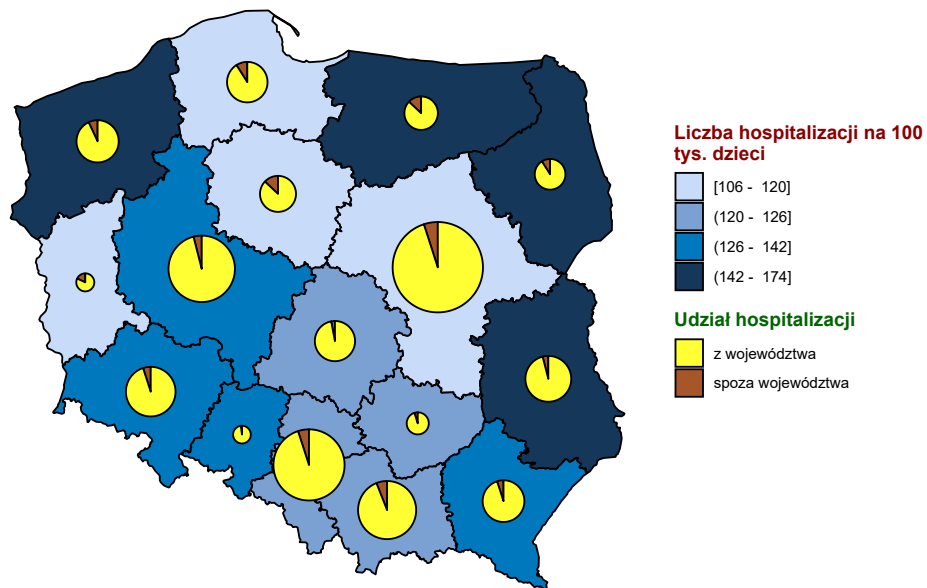 Liczba hospitalizacji na 100
tys. dzieci
[106 - 120]
(120 - 126]
(126 - 142]
(142 - 174]
Udział hospitalizacji
z województwa
spoza województwa